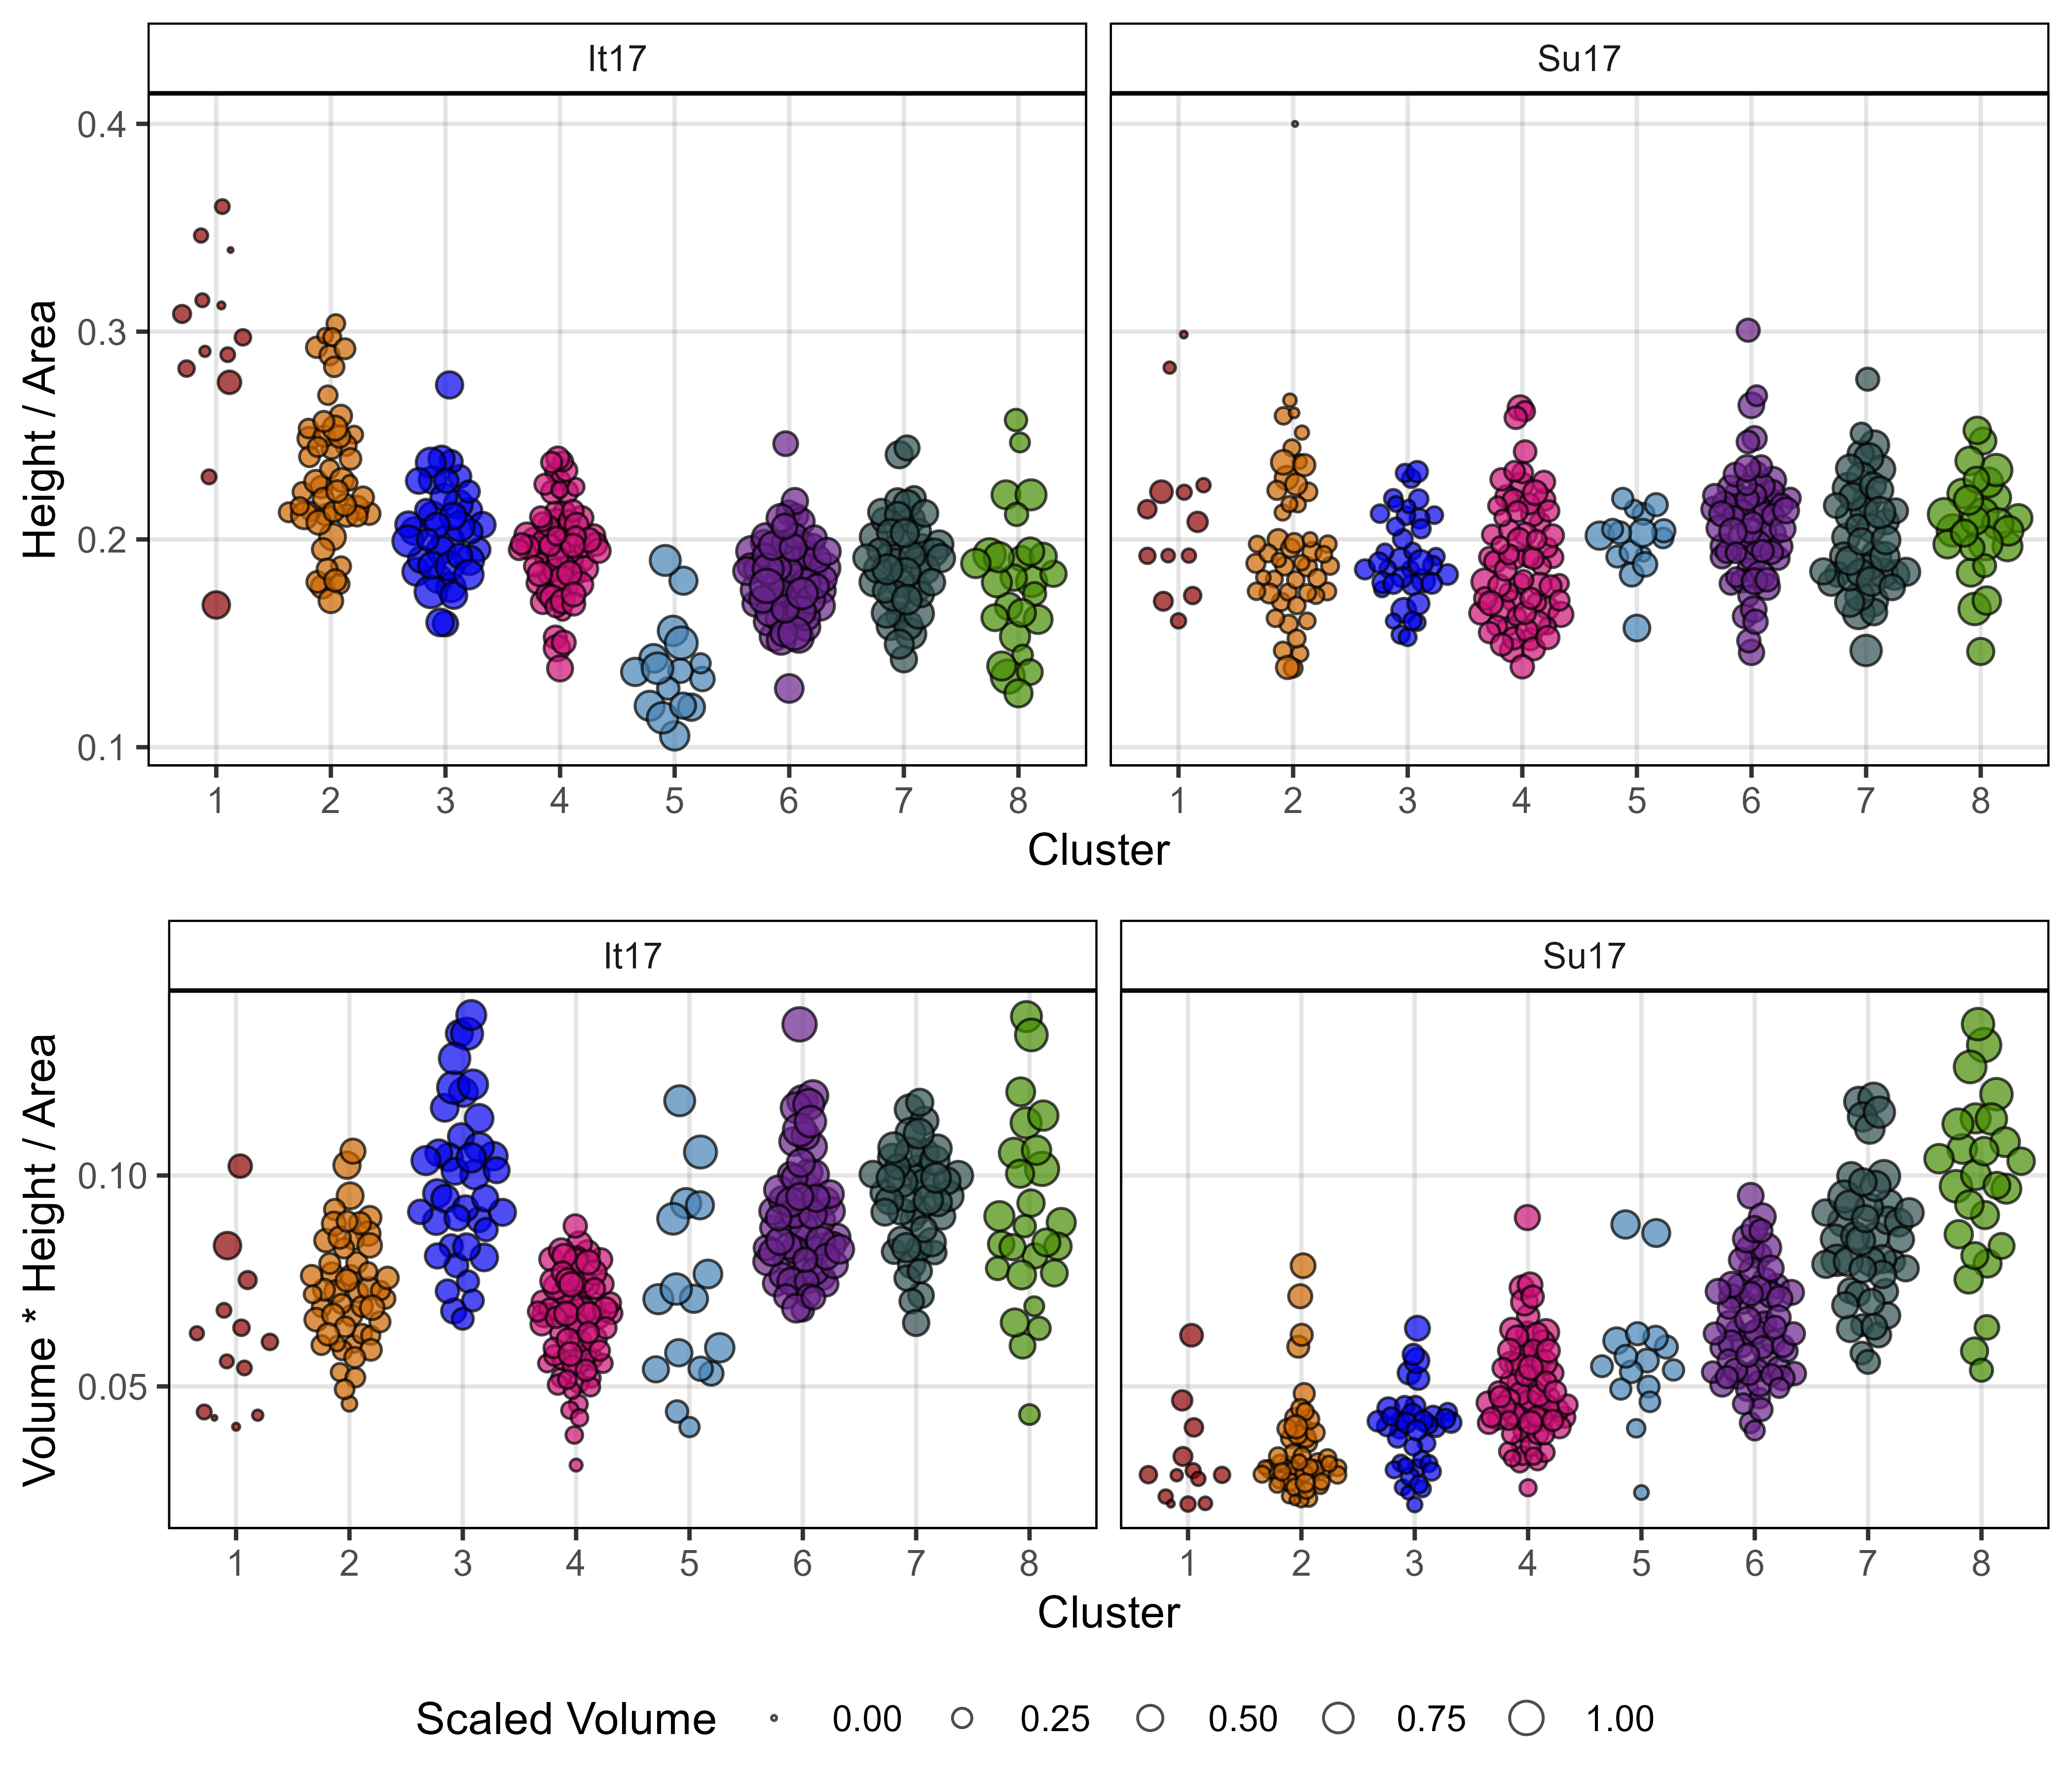 It17 Su17
0.4
0.3
0.2
0.1
Height / Area
1 2 3 4 5 6 7 8 1 2 3 4 5 6 7 8
Cluster
It17 Su17
0.10
0.05
Volume * Height / Area
1 2 3 4 5 6 7 8 1 2 3 4 5 6 7 8
Cluster
Scaled Volume 0.00 0.25 0.50 0.75 1.00